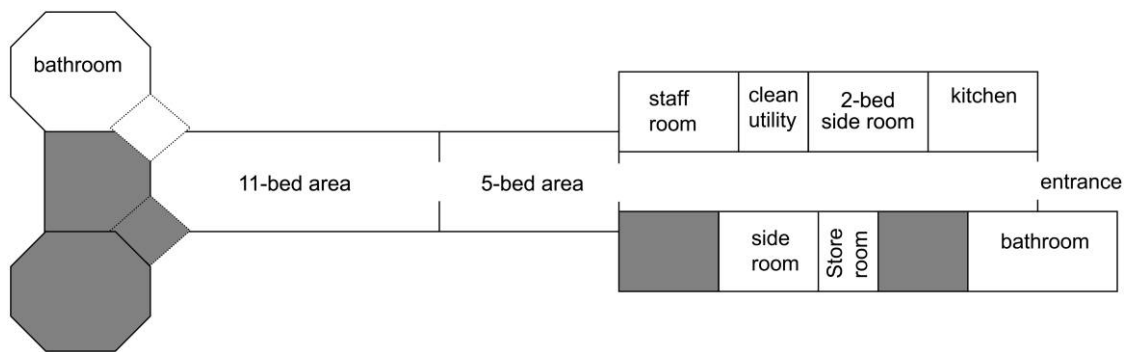 bathroom
staff
room
clean
utility
2-bed
side room
kitchen
11-bed area
5-bed area
entrance
side
room
Store
room
bathroom